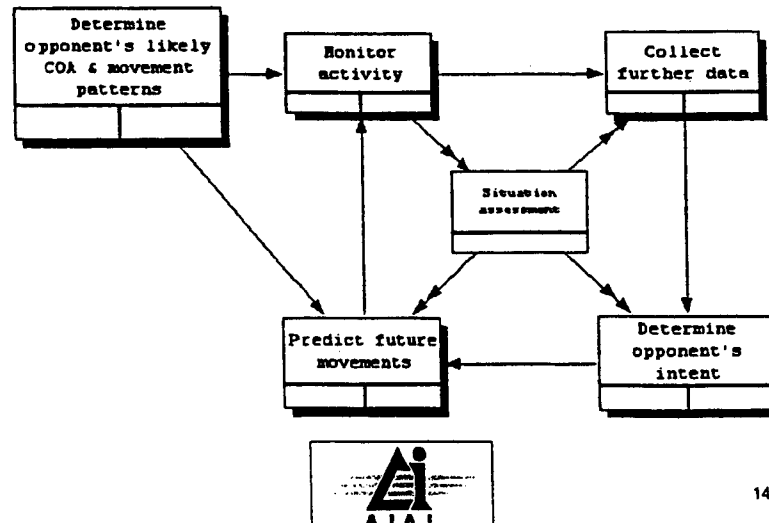 Determine
opponent's likely
COA & movement
patterns
Monitor
activity
Collect
further data
Situation
assessment
Predict future
movements
Determine
opponent's
intent
AIAI
14